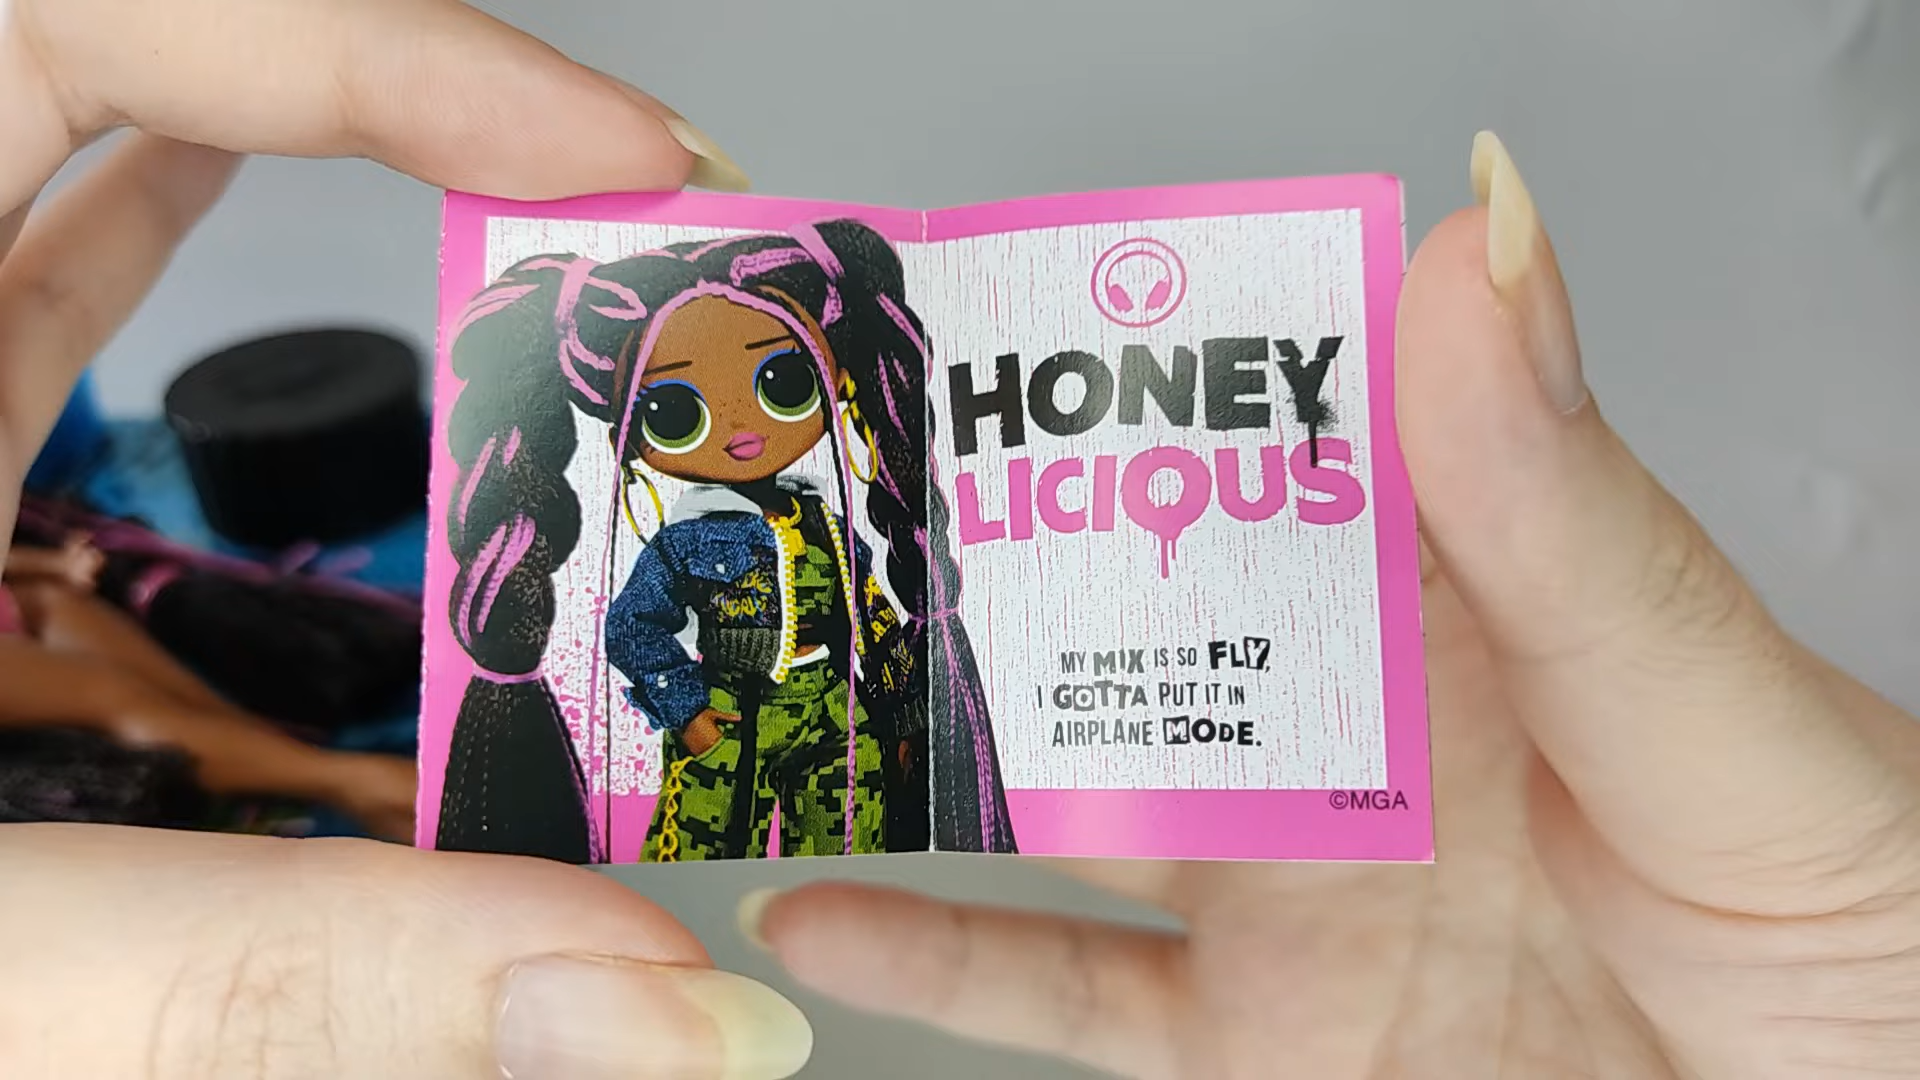 HONEY
LICIOUS
MY MIX IS SO FLY,
I GOTTA PUT IT IN
AIRPLANE MODE.
©MGA